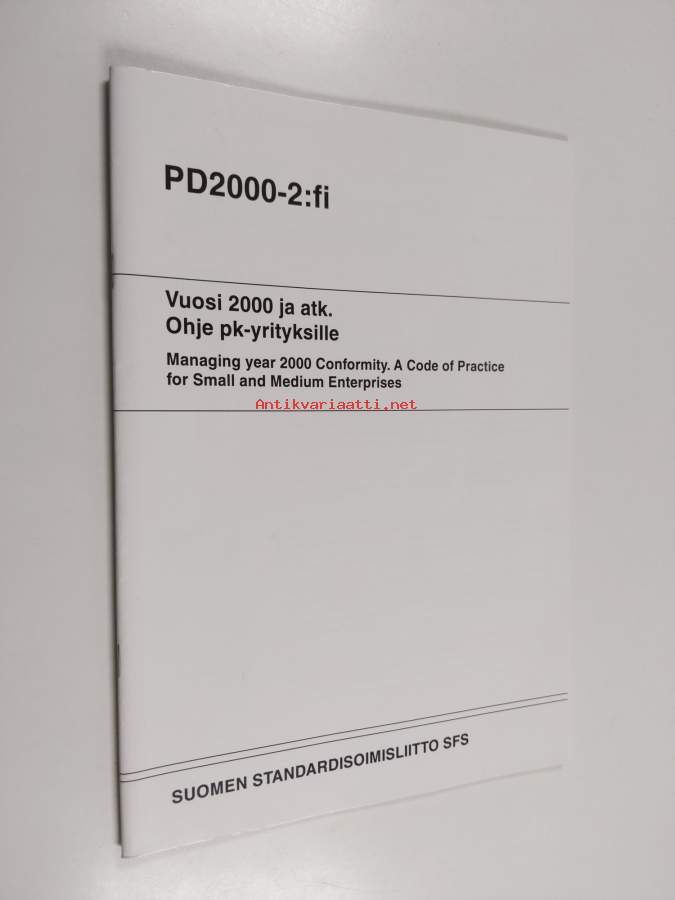 PD2000-2:fi
Vuosi 2000 ja atk.
Ohje pk-yrityksille
Managing year 2000 Conformity. A Code of Practice
for Small and Medium Enterprises
Antikvariaatti.net
SUOMEN STANDARDISOIMISLIITTO SFS